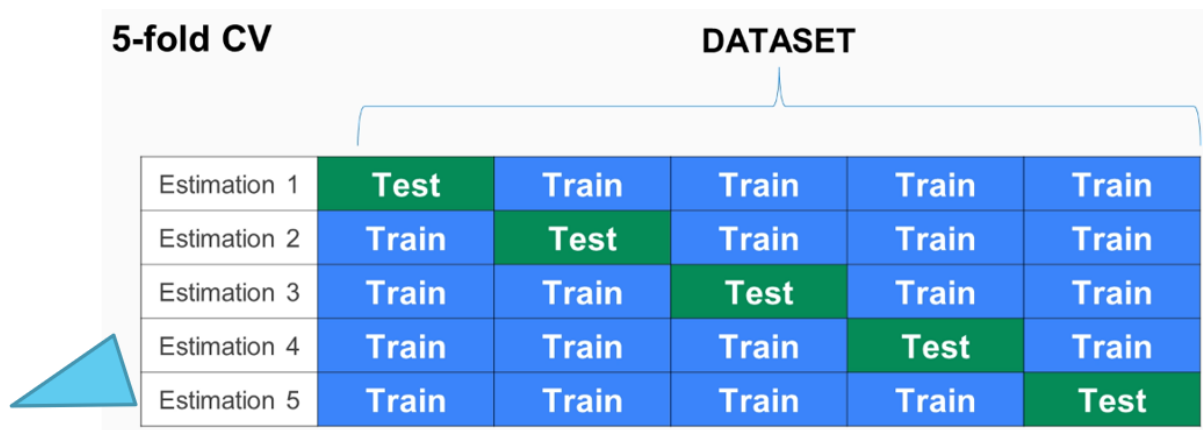 5-fold CV DATASET
Estimation 1 Test Train Train Train Train
Estimation 2 Train Test Train Train Train
Estimation 3 Train Train Test Train Train
Estimation 4 Train Train Train Test Train
Estimation 5 Train Train Train Train Test